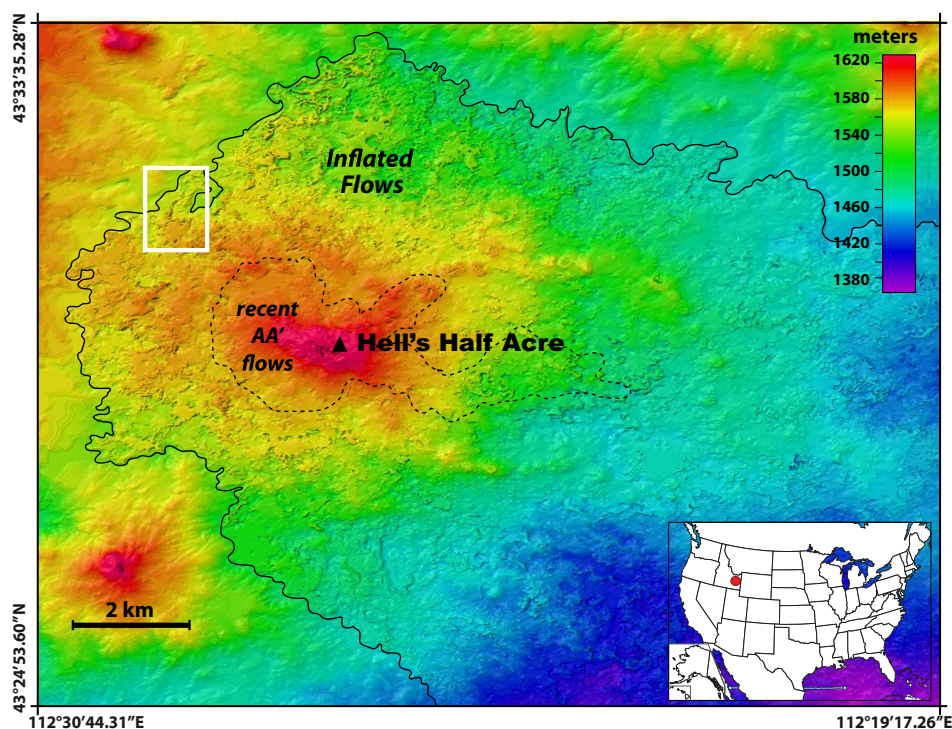 43°33′35.28″N
meters
1620
1580
1540
1500
1460
1420
1380
Inflated
Flows
recent
AA’
flows
▲ Hell’s Half Acre
2 km
43°24′53.60″N
112°30′44.31″E
112°19′17.26″E